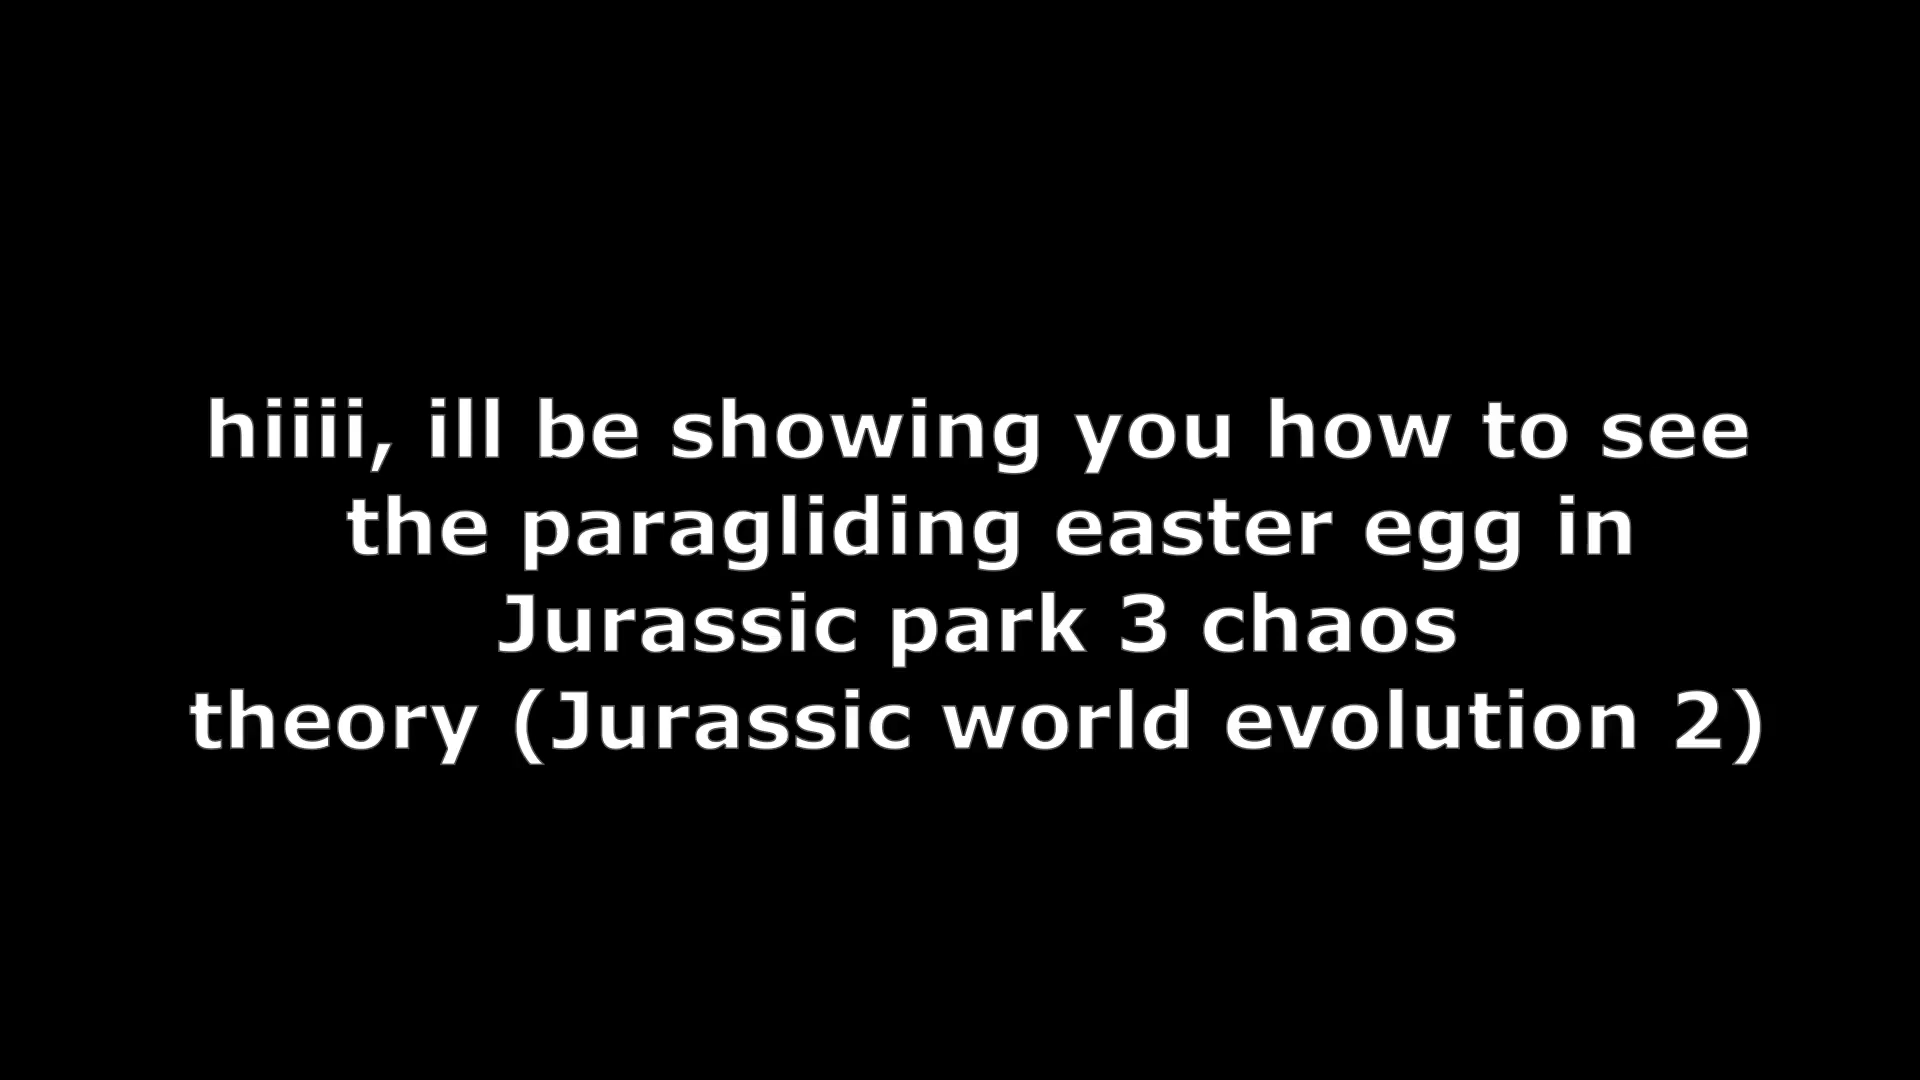 hiiii, ill be showing you how to see
the paragliding easter egg in
Jurassic park 3 chaos
theory (Jurassic world evolution 2)